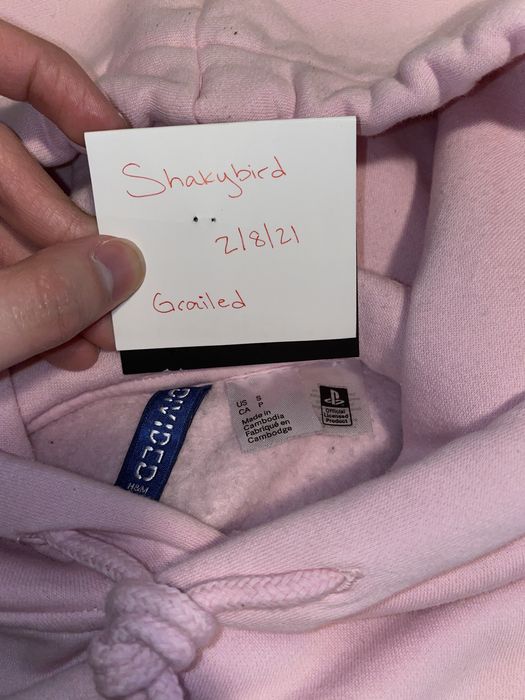 Shakybird
2/8/21
Grailed
DIVIDED
H&M
US S
CA P
Made in
Cambodia
Fabriqué en
Cambodge
Official
Licensed
Product